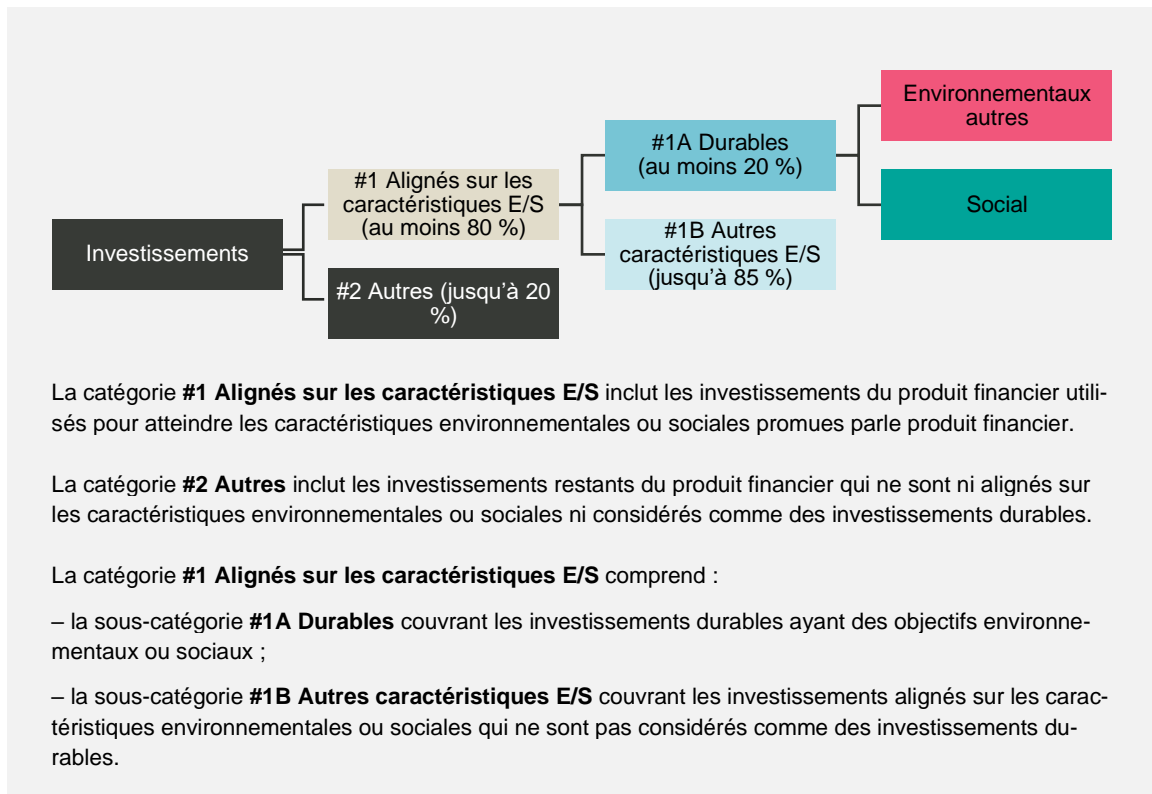 Environnementaux
autres
#1A Durables
(au moins 20 %)
#1 Alignés sur les
caractéristiques E/S
(au moins 80 %)
Social
Investissements
#1B Autres
caractéristiques E/S
(jusqu’à 85 %)
#2 Autres (jusqu’à 20
%)
La catégorie #1 Alignés sur les caractéristiques E/S inclut les investissements du produit financier utili-
sés pour atteindre les caractéristiques environnementales ou sociales promues parle produit financier.
La catégorie #2 Autres inclut les investissements restants du produit financier qui ne sont ni alignés sur
les caractéristiques environnementales ou sociales ni considérés comme des investissements durables.
La catégorie #1 Alignés sur les caractéristiques E/S comprend :
– la sous-catégorie #1A Durables couvrant les investissements durables ayant des objectifs environne-
mentaux ou sociaux ;
– la sous-catégorie #1B Autres caractéristiques E/S couvrant les investissements alignés sur les carac-
téristiques environnementales ou sociales qui ne sont pas considérés comme des investissements du-
rables.